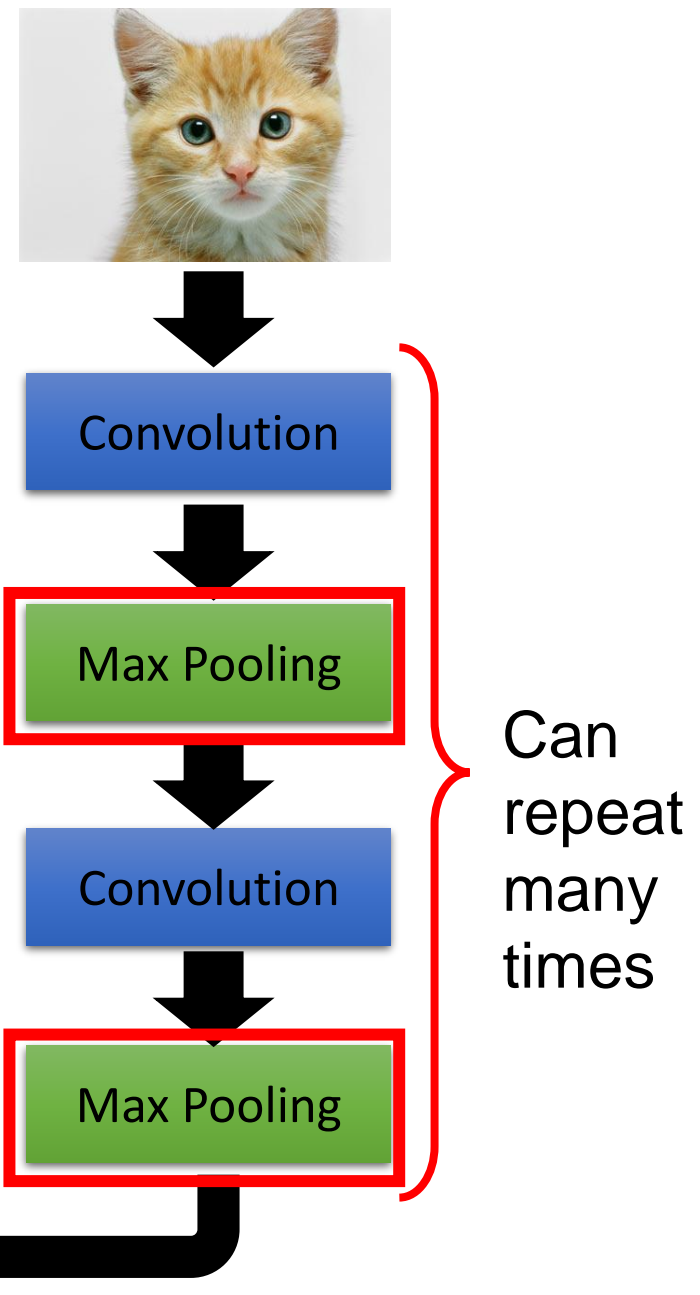 Convolution
Max Pooling
Convolution
Max Pooling
Can
repeat
many
times